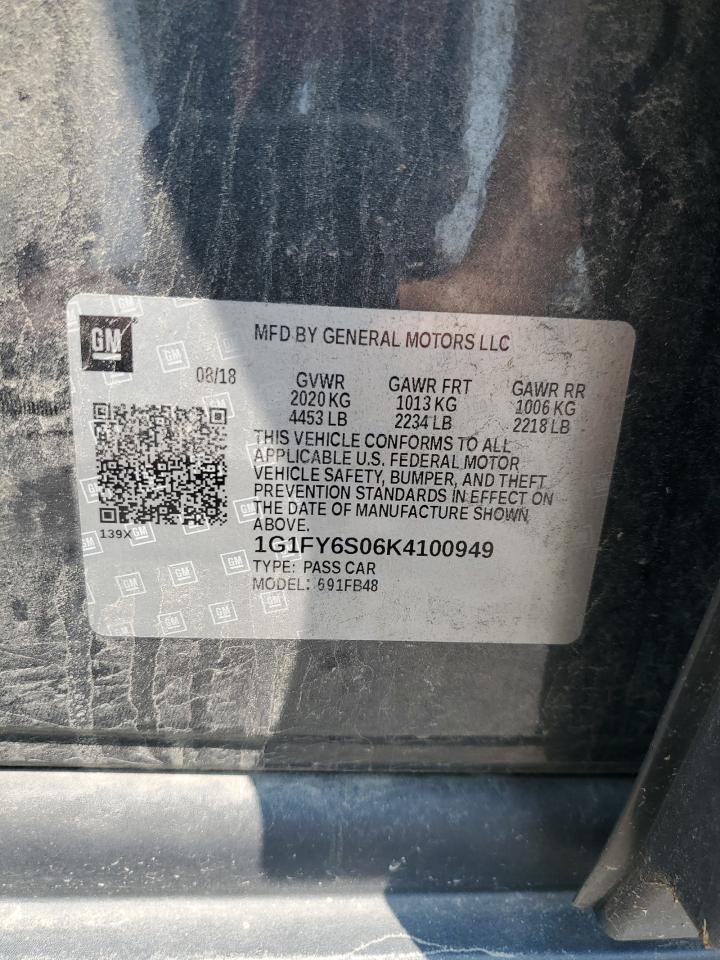 GM
MFD BY GENERAL MOTORS LLC
08/18
GVWR GAWR FRT GAWR RR
2020 KG 1013 KG 1006 KG
4453 LB 2234 LB 2218 LB
THIS VEHICLE CONFORMS TO ALL
APPLICABLE U.S. FEDERAL MOTOR
VEHICLE SAFETY, BUMPER, AND THEFT
PREVENTION STANDARDS IN EFFECT ON
THE DATE OF MANUFACTURE SHOWN
ABOVE.
139X
1G1FY6S06K4100949
TYPE: PASS CAR
MODEL: 691FB48